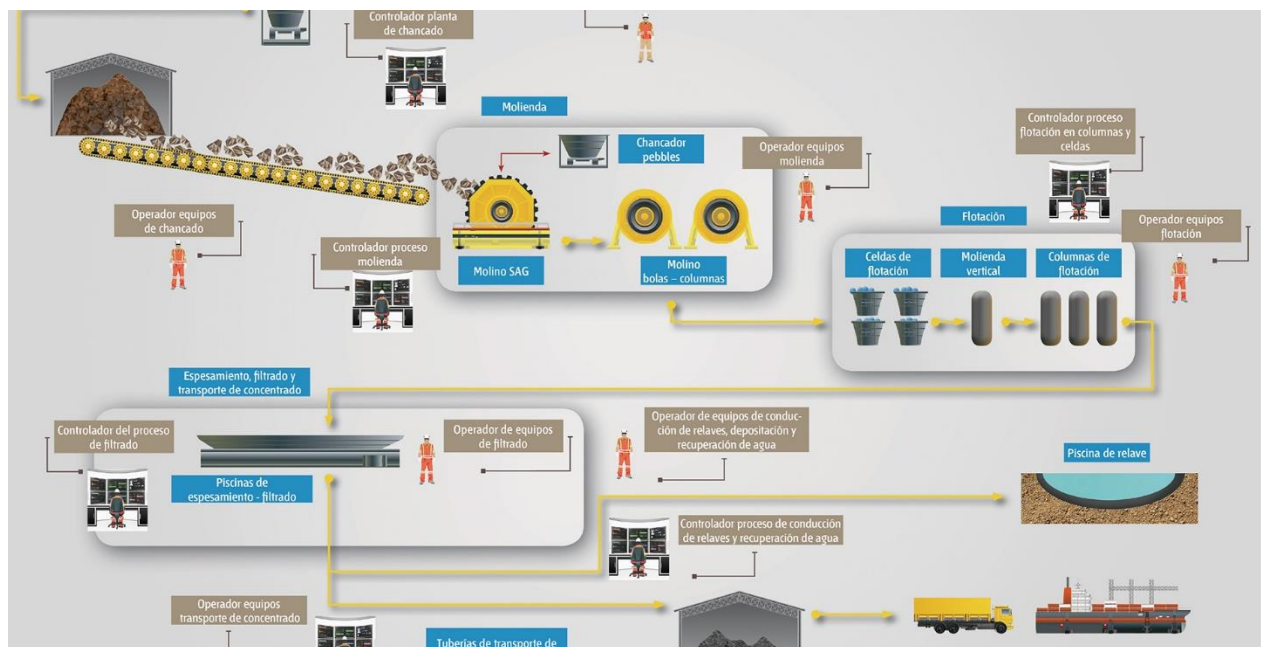 Controlador planta
de chancado
Molienda
Chancador
pebbles
Operador equipos
molienda
Controlador proceso
flotación en columnas y
celdas
Operador equipos
de chancado
Controlador proceso
molienda
Molino SAG
Molino
bolas – columnas
Flotación
Operador equipos
flotación
Celdas de
flotación
Molienda
vertical
Columnas de
flotación
Espesamiento, filtrado y
transporte de concentrado
Controlador del proceso
de filtrado
Operador de equipos
de filtrado
Piscinas de
espesamiento - filtrado
Operador de equipos de conduc-
ción de relaves, depositación y
recuperación de agua
Piscina de relave
Controlador proceso de conducción
de relaves y recuperación de agua
Operador equipos
transporte de concentrado
Tuberías de transporte de